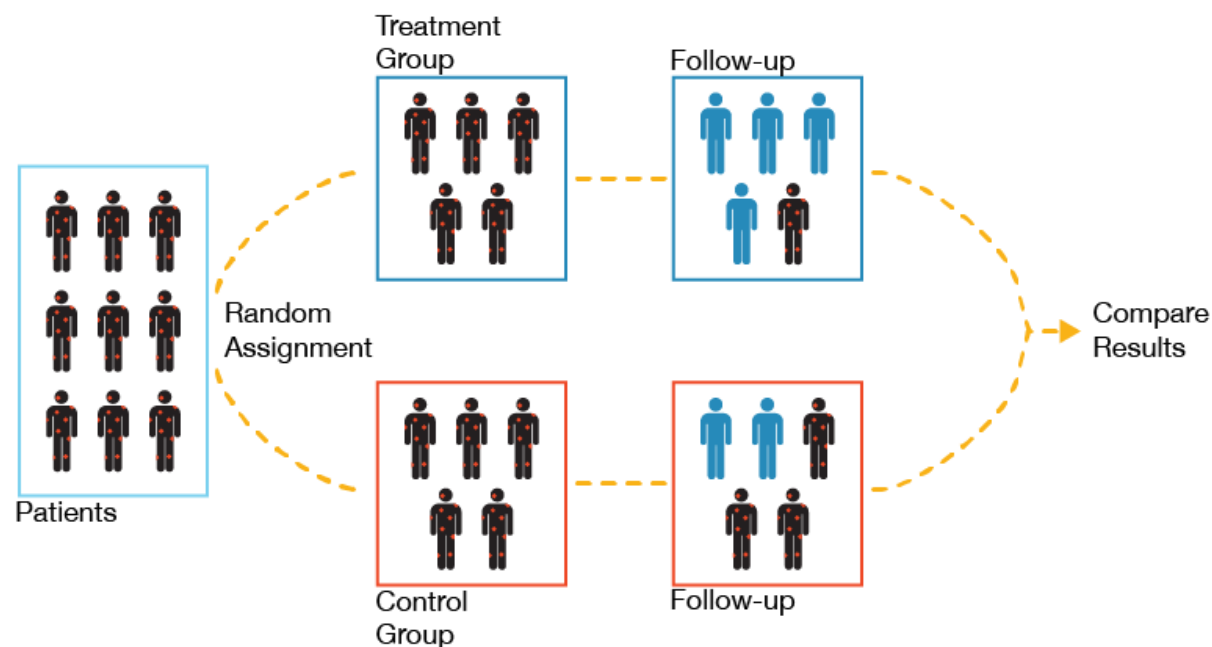 Treatment
Group
Follow-up
Patients
Random
Assignment
Compare
Results
Control
Group
Follow-up